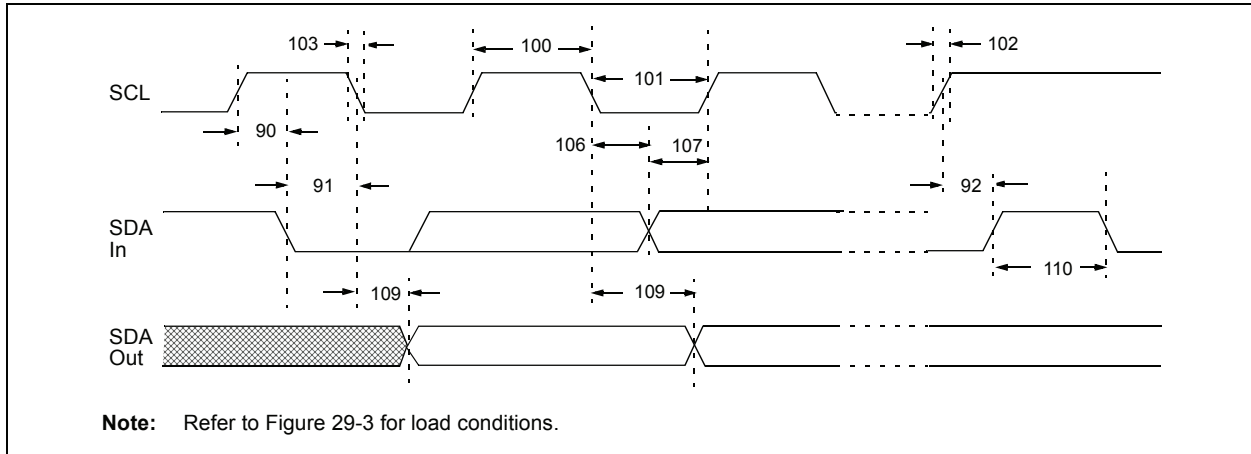 103
100
102
SCL
101
90
106
107
91
92
SDA
In
110
109
109
SDA
Out
Note: Refer to Figure 29-3 for load conditions.